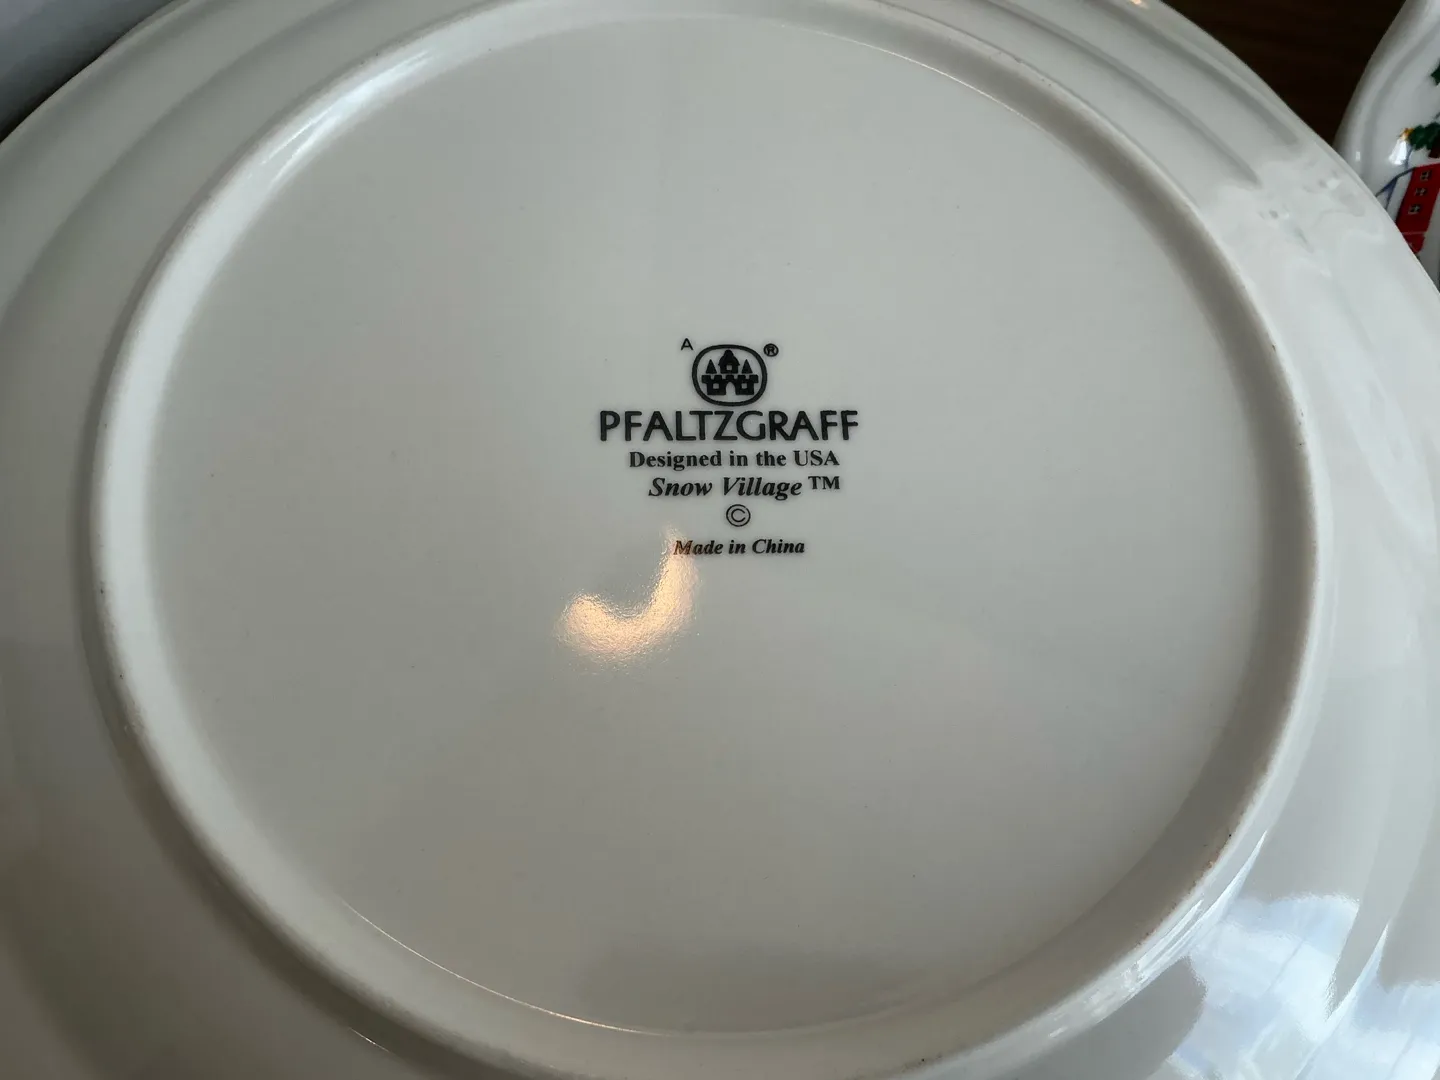 A ®
PFALTZGRAFF
Designed in the USA
Snow Village™
©
Made in China